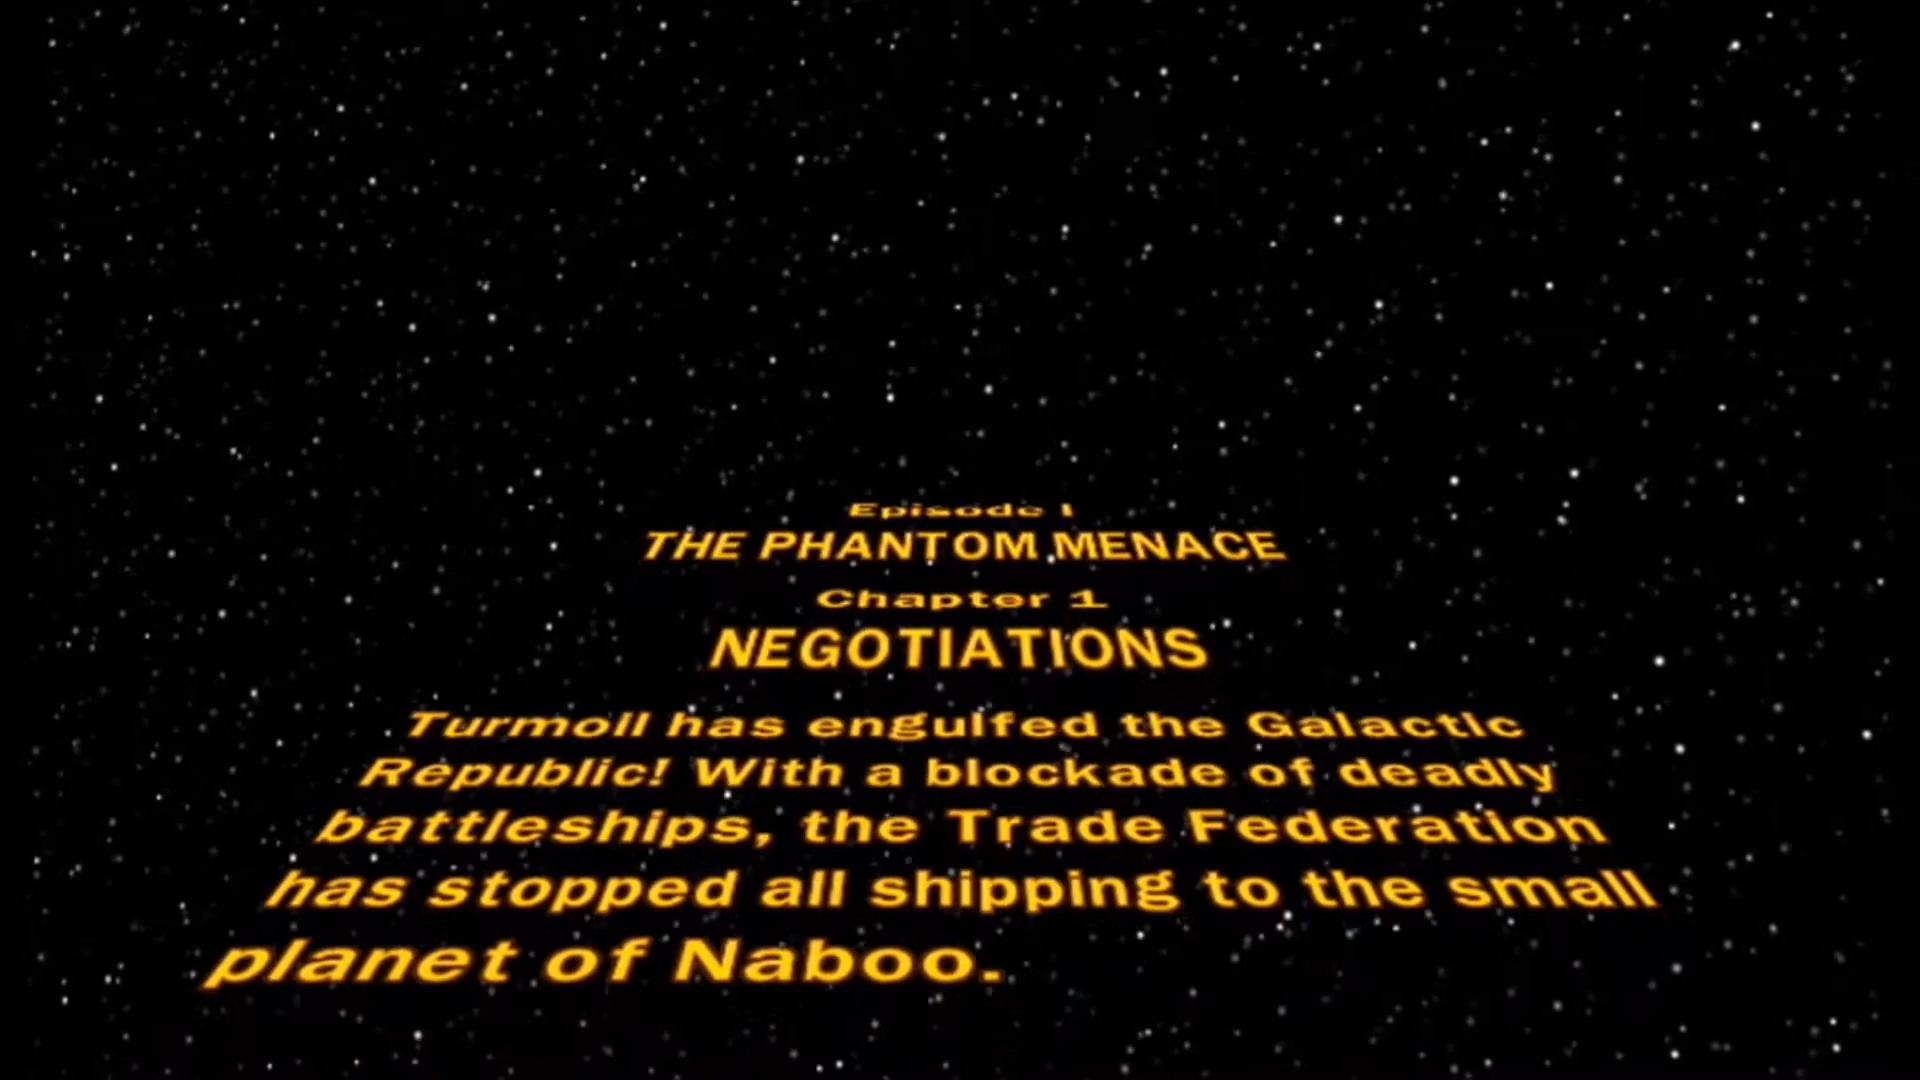 Episode I
THE PHANTOM MENACE
Chapter 1
NEGOTIATIONS
Turmoil has engulfed the Galactic
Republic! With a blockade of deadly
battleships, the Trade Federation
has stopped all shipping to the small
planet of Naboo.